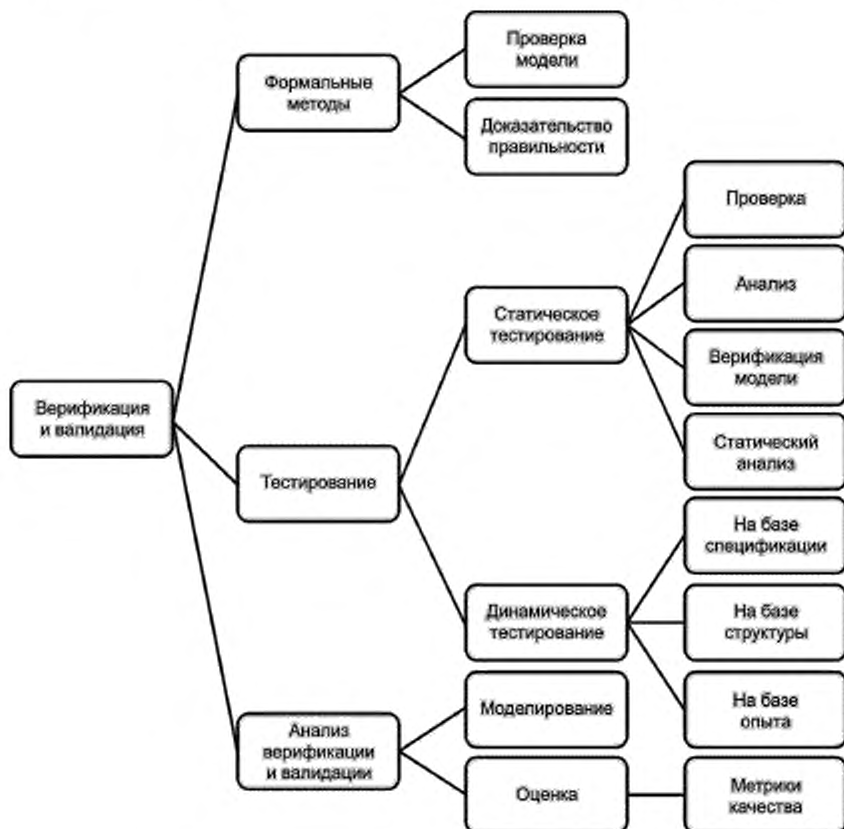 Проверка
модели
Формальные
методы
Доказательство
правильности
Проверка
Анализ
Статическое
тестирование
Верификация
модели
Верификация
и валидация
Статический
анализ
Тестирование
На базе
спецификации
Динамическое
тестирование
На базе
структуры
Моделирование
На базе
опыта
Анализ
верификации
и валидации
Оценка
Метрики
качества